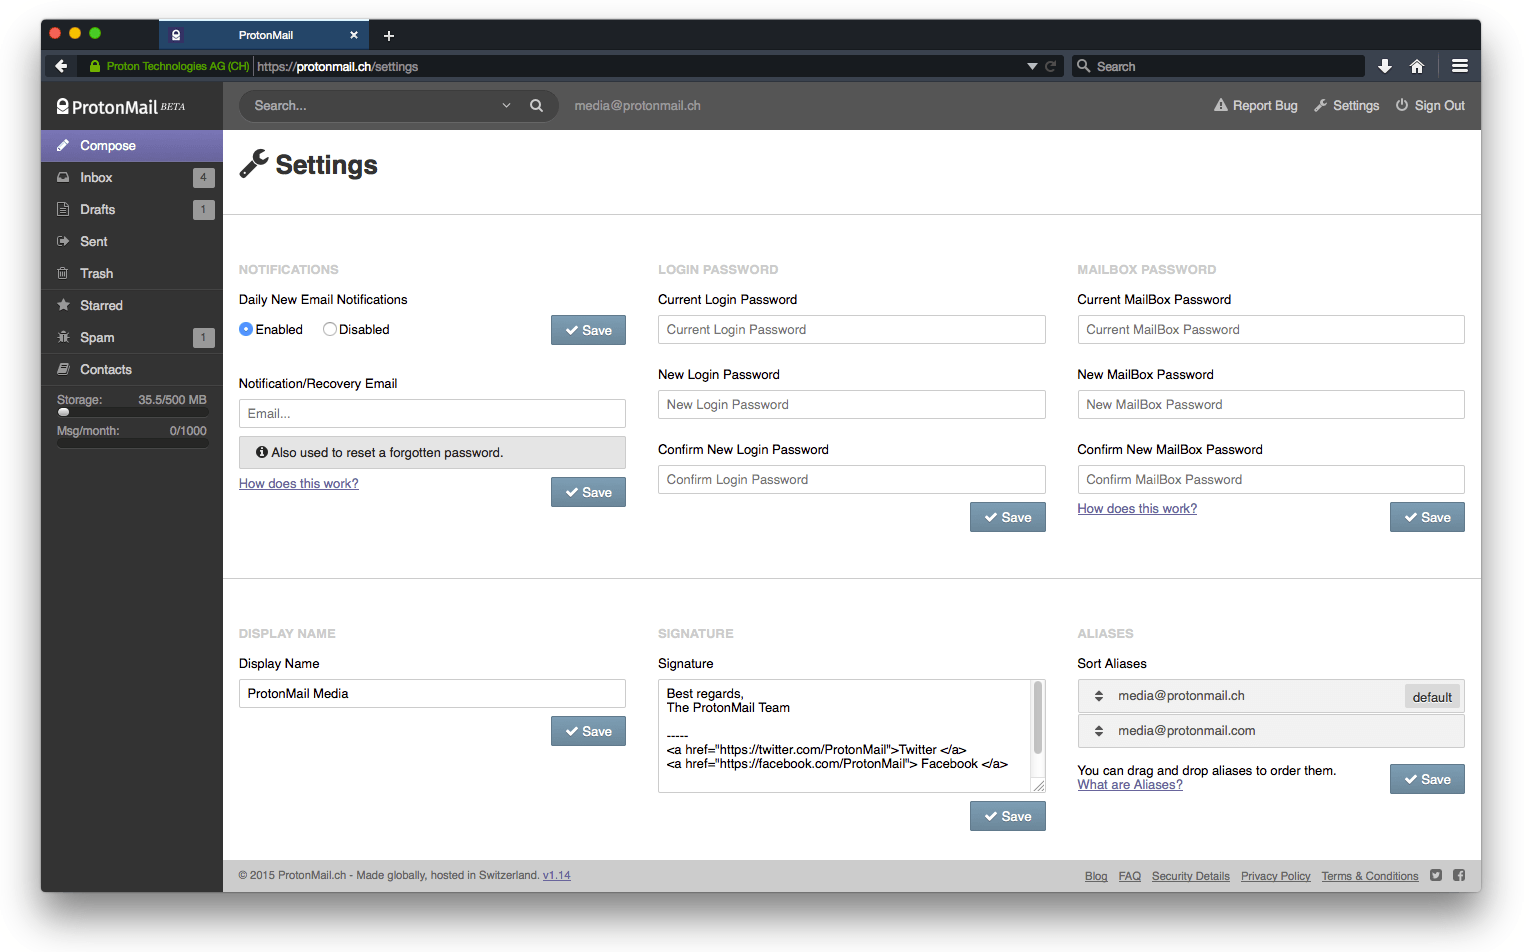 ProtonMail
Proton Technologies AG (CH)
https://protonmail.ch/settings
Search
ProtonMail BETA
Search...
media@protonmail.ch
Report Bug
Settings
Sign Out
Compose
Inbox 4
Drafts 1
Sent
Trash
Starred
Spam 1
Contacts
Storage: 35.5/500 MB
Msg/month: 0/1000
Settings
NOTIFICATIONS
Daily New Email Notifications
Enabled Disabled
Save
Notification/Recovery Email
Email...
Also used to reset a forgotten password.
How does this work?
Save
LOGIN PASSWORD
Current Login Password
Current Login Password
New Login Password
New Login Password
Confirm New Login Password
Confirm Login Password
Save
MAILBOX PASSWORD
Current MailBox Password
Current MailBox Password
New MailBox Password
New MailBox Password
Confirm New MailBox Password
Confirm MailBox Password
How does this work?
Save
DISPLAY NAME
Display Name
ProtonMail Media
Save
SIGNATURE
Signature
Best regards,
The ProtonMail Team
-----
<a href="https://twitter.com/ProtonMail">Twitter </a>
<a href="https://facebook.com/ProtonMail"> Facebook </a>
Save
ALIASES
Sort Aliases
media@protonmail.ch default
media@protonmail.com
You can drag and drop aliases to order them.
What are Aliases?
Save
© 2015 ProtonMail.ch - Made globally, hosted in Switzerland. v1.14
Blog FAQ Security Details Privacy Policy Terms & Conditions